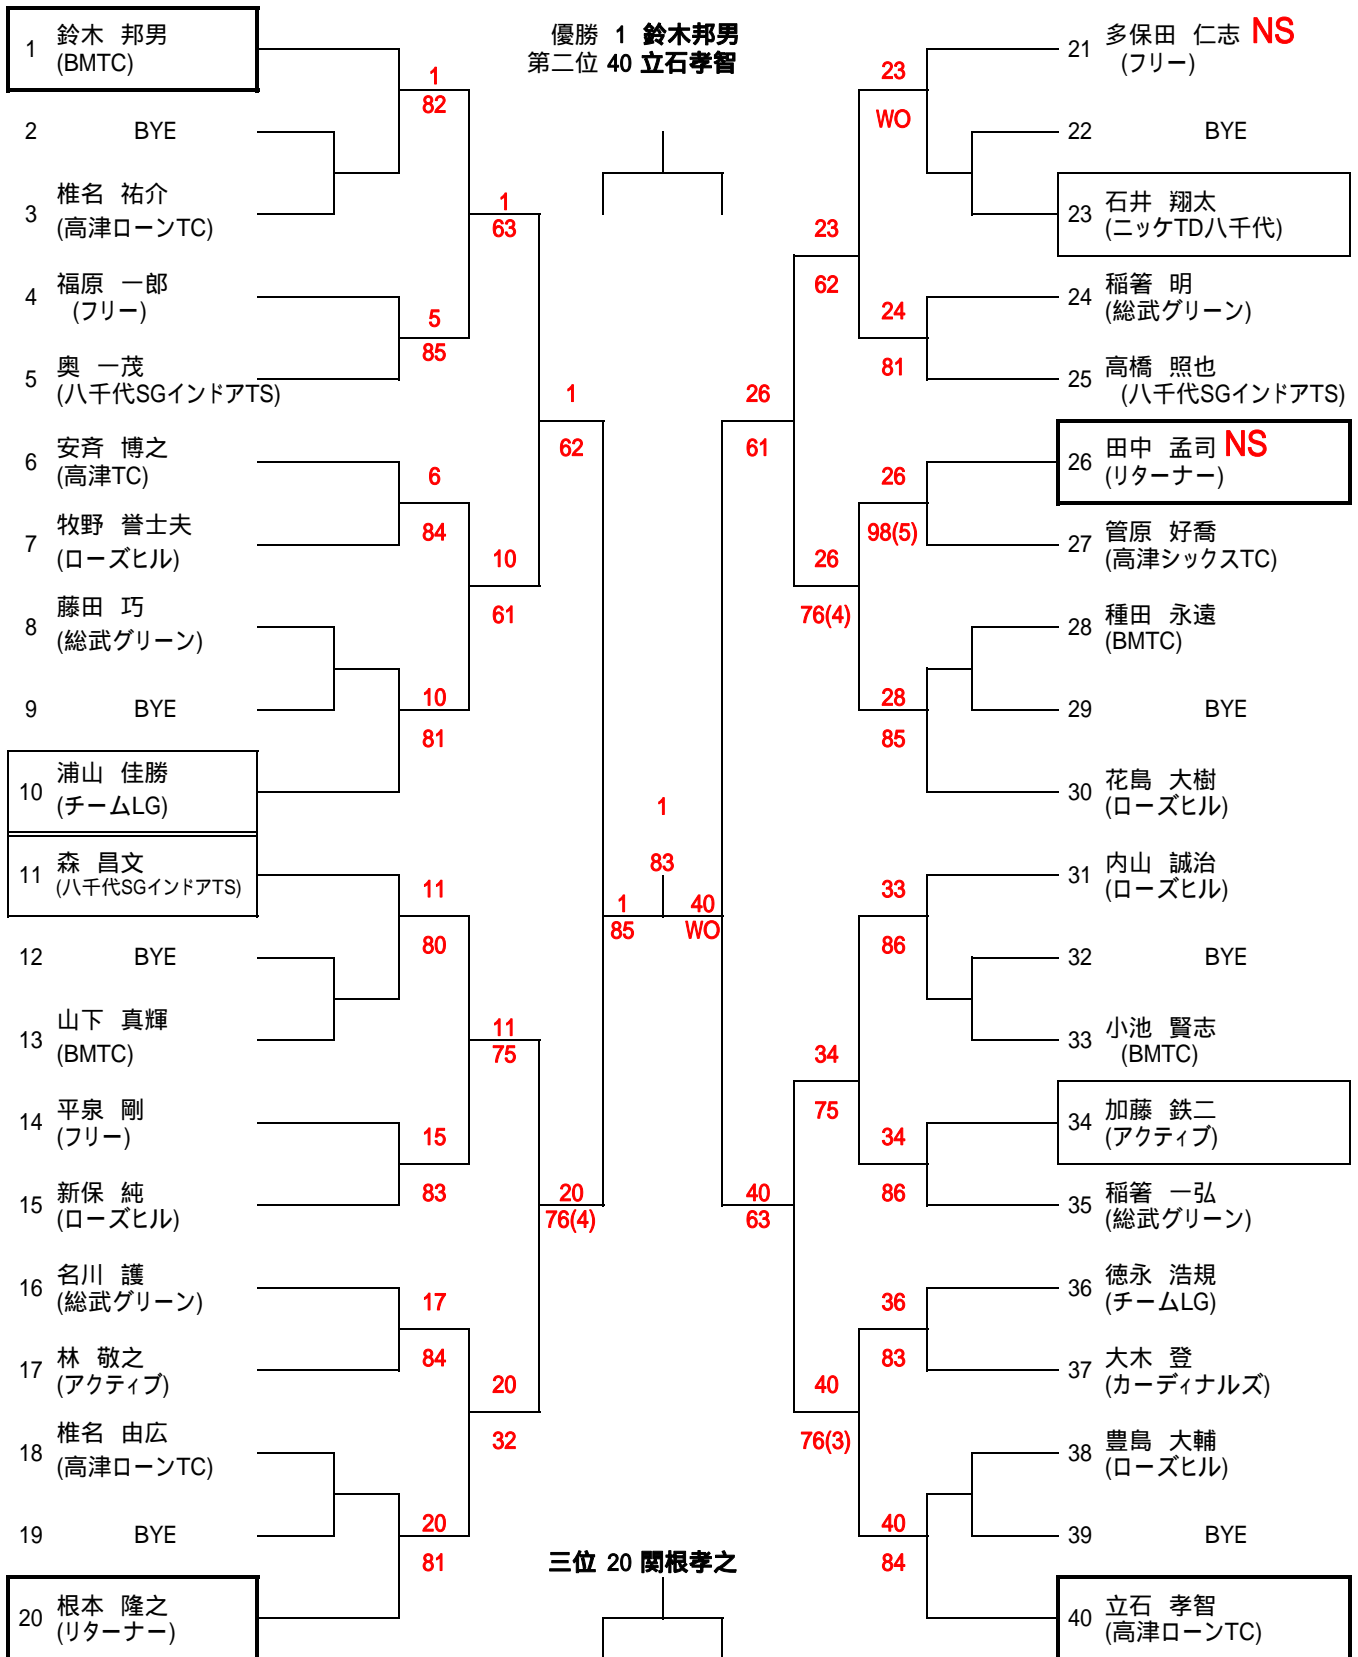 優勝 1 鈴木邦男
第二位 40 立石孝智
1 鈴木 邦男
(BMTC)
2 BYE
3 椎名 祐介
(高津ローンTC)
4 福原 一郎
(フリー)
5 奥 一茂
(八千代SGインドアTS)
6 安斉 博之
(高津TC)
7 牧野 誉士夫
(ローズヒル)
8 藤田 巧
(総武グリーン)
9 BYE
10 浦山 佳勝
(チームLG)
11 森 昌文
(八千代SGインドアTS)
12 BYE
13 山下 真輝
(BMTC)
14 平泉 剛
(フリー)
15 新保 純
(ローズヒル)
16 名川 護
(総武グリーン)
17 林 敬之
(アクティブ)
18 椎名 由広
(高津ローンTC)
19 BYE
20 根本 隆之
(リターナー)
1
82
5
85
6
84
10
81
11
80
15
83
17
84
20
81
1
63
10
61
11
75
20
32
1
62
20
76(4)
1
85
1
83
40
WO
26
61
40
63
23
62
26
76(4)
34
75
40
76(3)
23
WO
24
81
26
98(5)
28
85
33
86
34
86
36
83
40
84
21 多保田 仁志 NS
(フリー)
22 BYE
23 石井 翔太
(ニッケTD八千代)
24 稲箸 明
(総武グリーン)
25 高橋 照也
(八千代SGインドアTS)
26 田中 孟司 NS
(リターナー)
27 管原 好喬
(高津シックスTC)
28 種田 永遠
(BMTC)
29 BYE
30 花島 大樹
(ローズヒル)
31 内山 誠治
(ローズヒル)
32 BYE
33 小池 賢志
(BMTC)
34 加藤 鉄二
(アクティブ)
35 稲箸 一弘
(総武グリーン)
36 徳永 浩規
(チームLG)
37 大木 登
(カーディナルズ)
38 豊島 大輔
(ローズヒル)
39 BYE
40 立石 孝智
(高津ローンTC)
三位 20 関根孝之